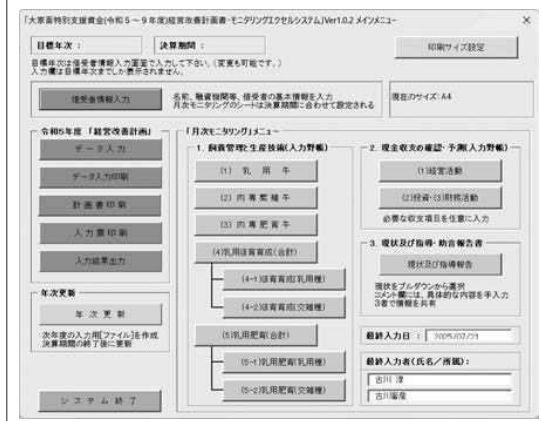 「大家畜特別支援資金(令和5～9年度)経営改善計画書・モニタリングエクセルシステム」Ver1.0.2 メインメニュー
目標年次：
決算期間：
目標年次は借受者情報入力画面で入力して下さい。（変更も可能です。）
入力欄は目標年次までしか表示されません。
印刷サイズ設定
借受者情報入力
名前、融資機関等、借受者の基本情報を入力
月次モニタリングのシートは決算期間に合わせて設定される
現在のサイズ：A4
令和5年度「経営改善計画」
データ入力
データ入力印刷
計画書印刷
入力票印刷
入力結果出力
年次更新
年次更新
次年度の入力用[ファイル]を作成
決算期間の終了後に更新
システム終了
「月次モニタリング」メニュー
1. 飼養管理と生産技術(入力野帳)
(1) 乳用牛
(2) 肉専繁殖牛
(3) 肉専肥育牛
(4)乳用哺育育成(合計)
(4-1)哺育育成(乳用種)
(4-2)哺育育成(交雑種)
(5)乳用肥育(合計)
(5-1)乳用肥育(乳用種)
(5-2)乳用肥育(交雑種)
2. 現金収支の確認・予測(入力野帳)
(1)経営活動
(2)投資・(3)財務活動
必要な収支項目を任意に入力
3. 現状及び指導・助言報告書
現状及び指導報告
現状をプルダウンから選択
コメント欄には、具体的な内容を手入力
3者で情報を共有
最終入力日：
2025/07/23
最終入力者(氏名/所属)：
古川 淳
古川畜産